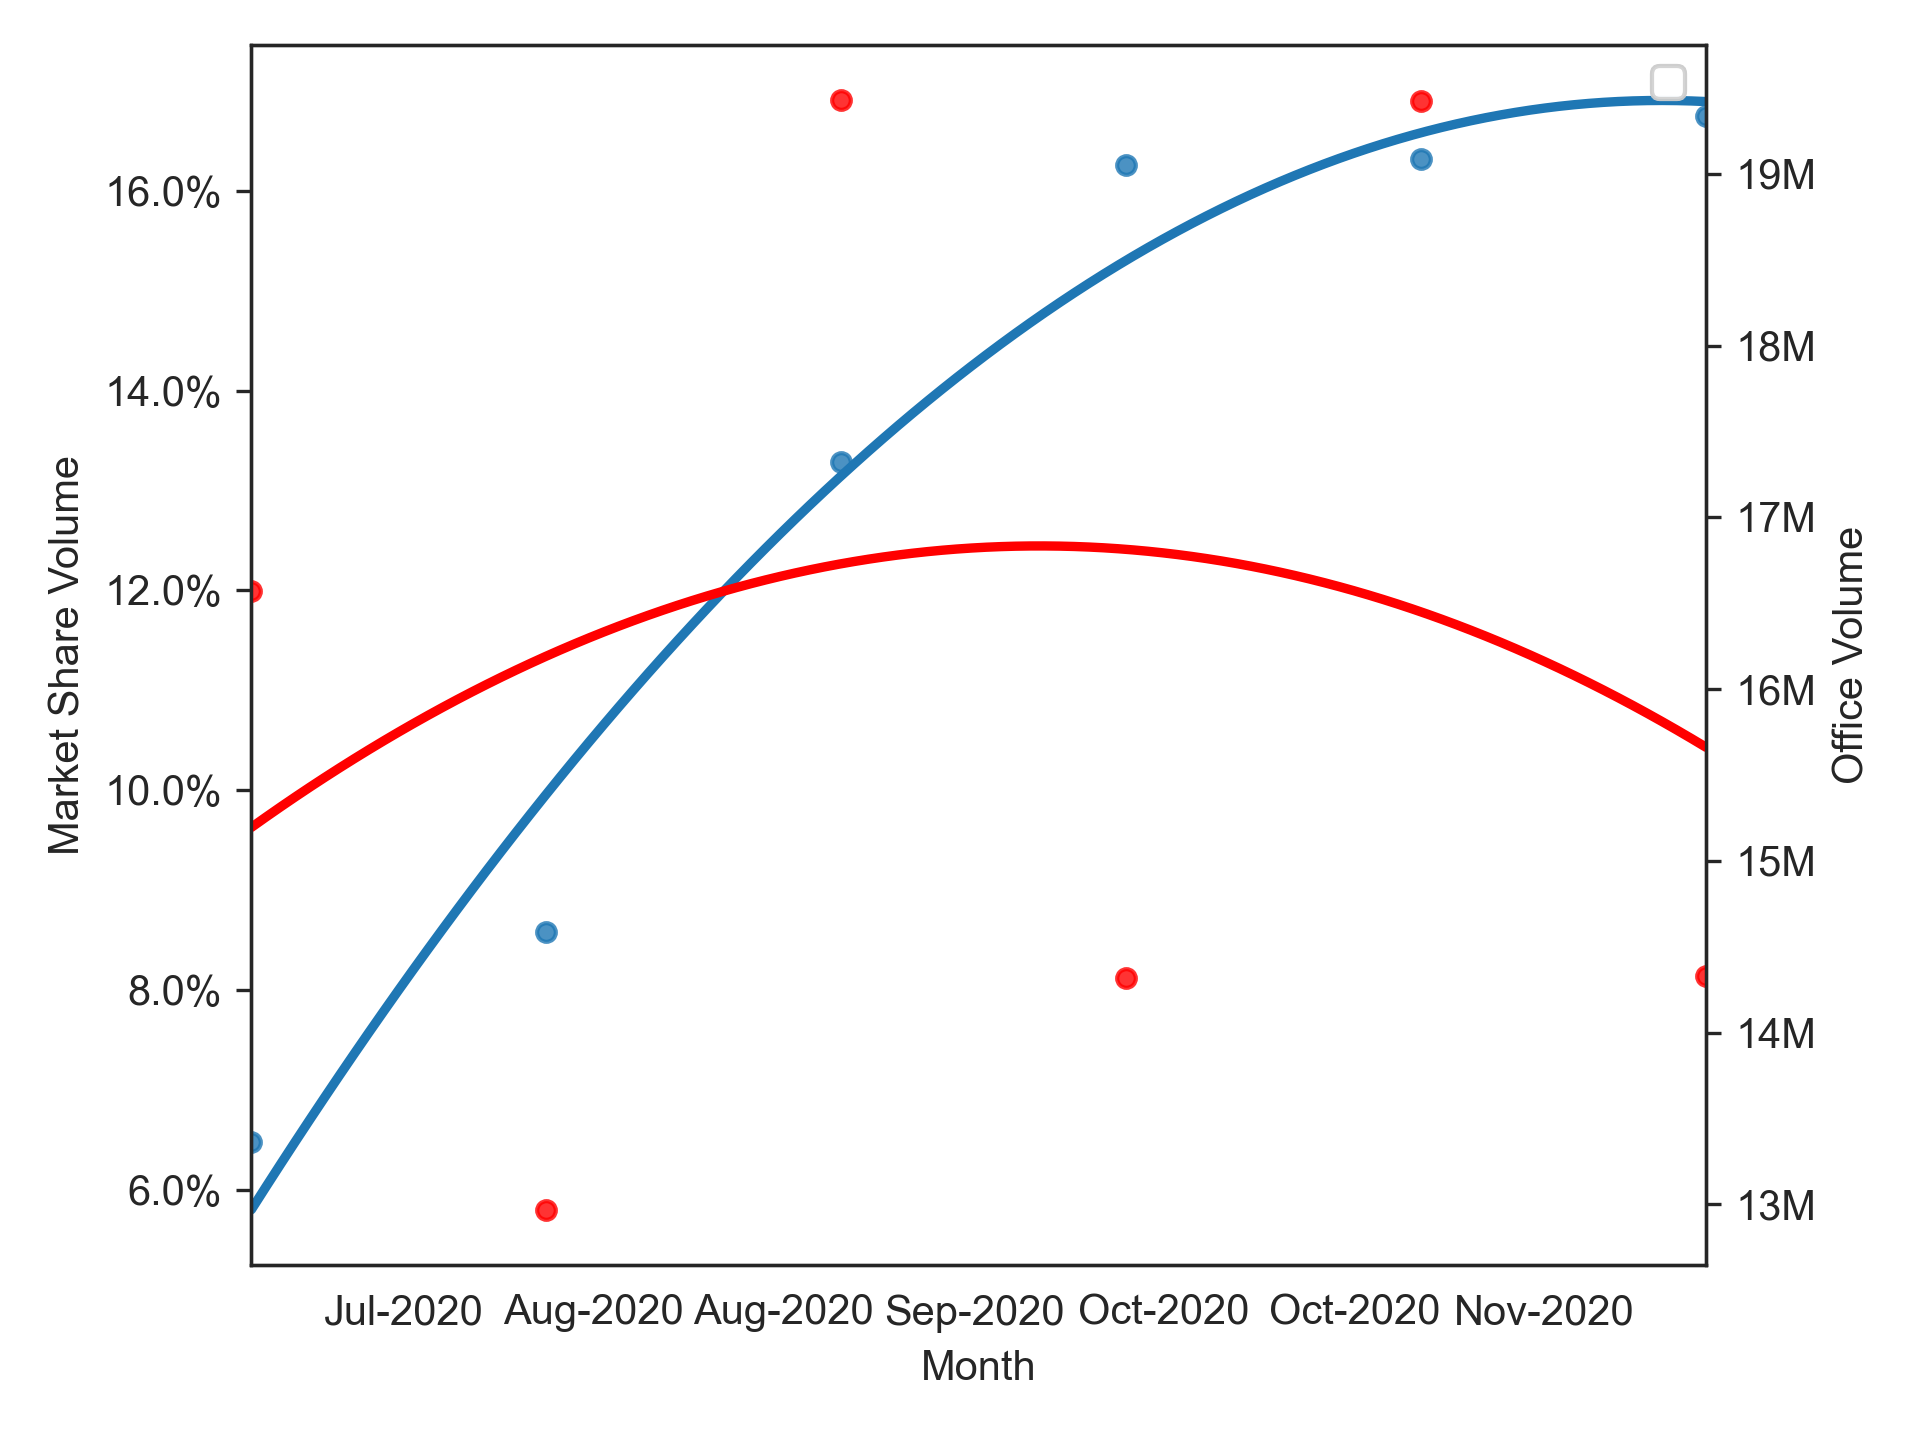 16.0%
14.0%
12.0%
10.0%
8.0%
6.0%
Market Share Volume
19M
18M
17M
16M
15M
14M
13M
Office Volume
Jul-2020 Aug-2020 Aug-2020 Sep-2020 Oct-2020 Oct-2020 Nov-2020
Month